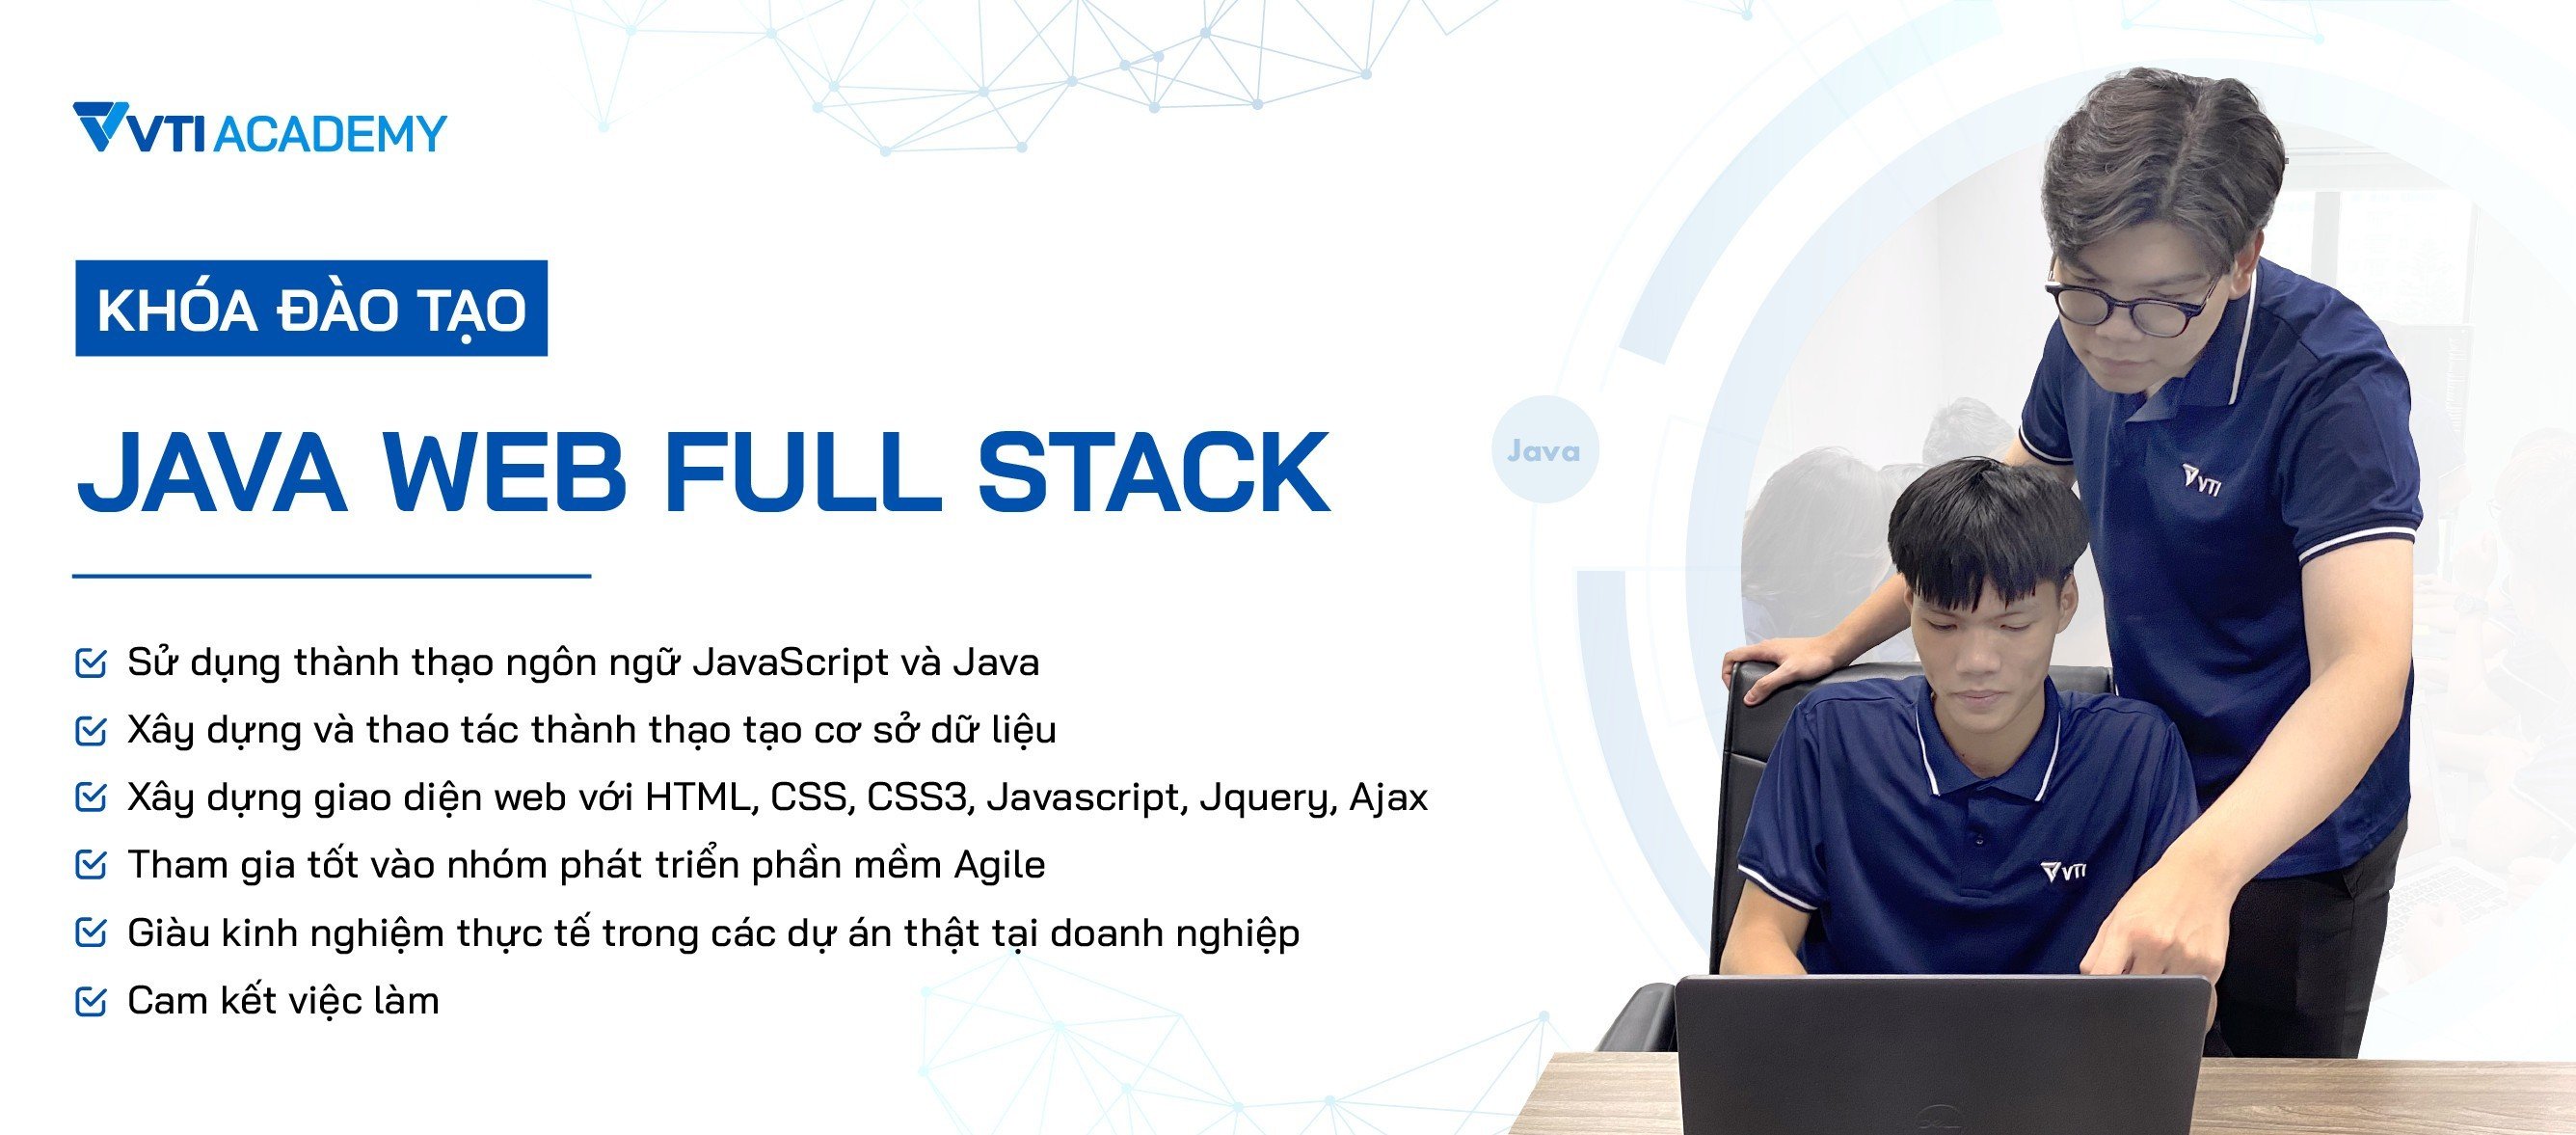 VTI ACADEMY
KHÓA ĐÀO TẠO
JAVA WEB FULL STACK
Sử dụng thành thạo ngôn ngữ JavaScript và Java
Xây dựng và thao tác thành thạo tạo cơ sở dữ liệu
Xây dựng giao diện web với HTML, CSS, CSS3, Javascript, Jquery, Ajax
Tham gia tốt vào nhóm phát triển phần mềm Agile
Giàu kinh nghiệm thực tế trong các dự án thật tại doanh nghiệp
Cam kết việc làm
Java
VTI
VTI